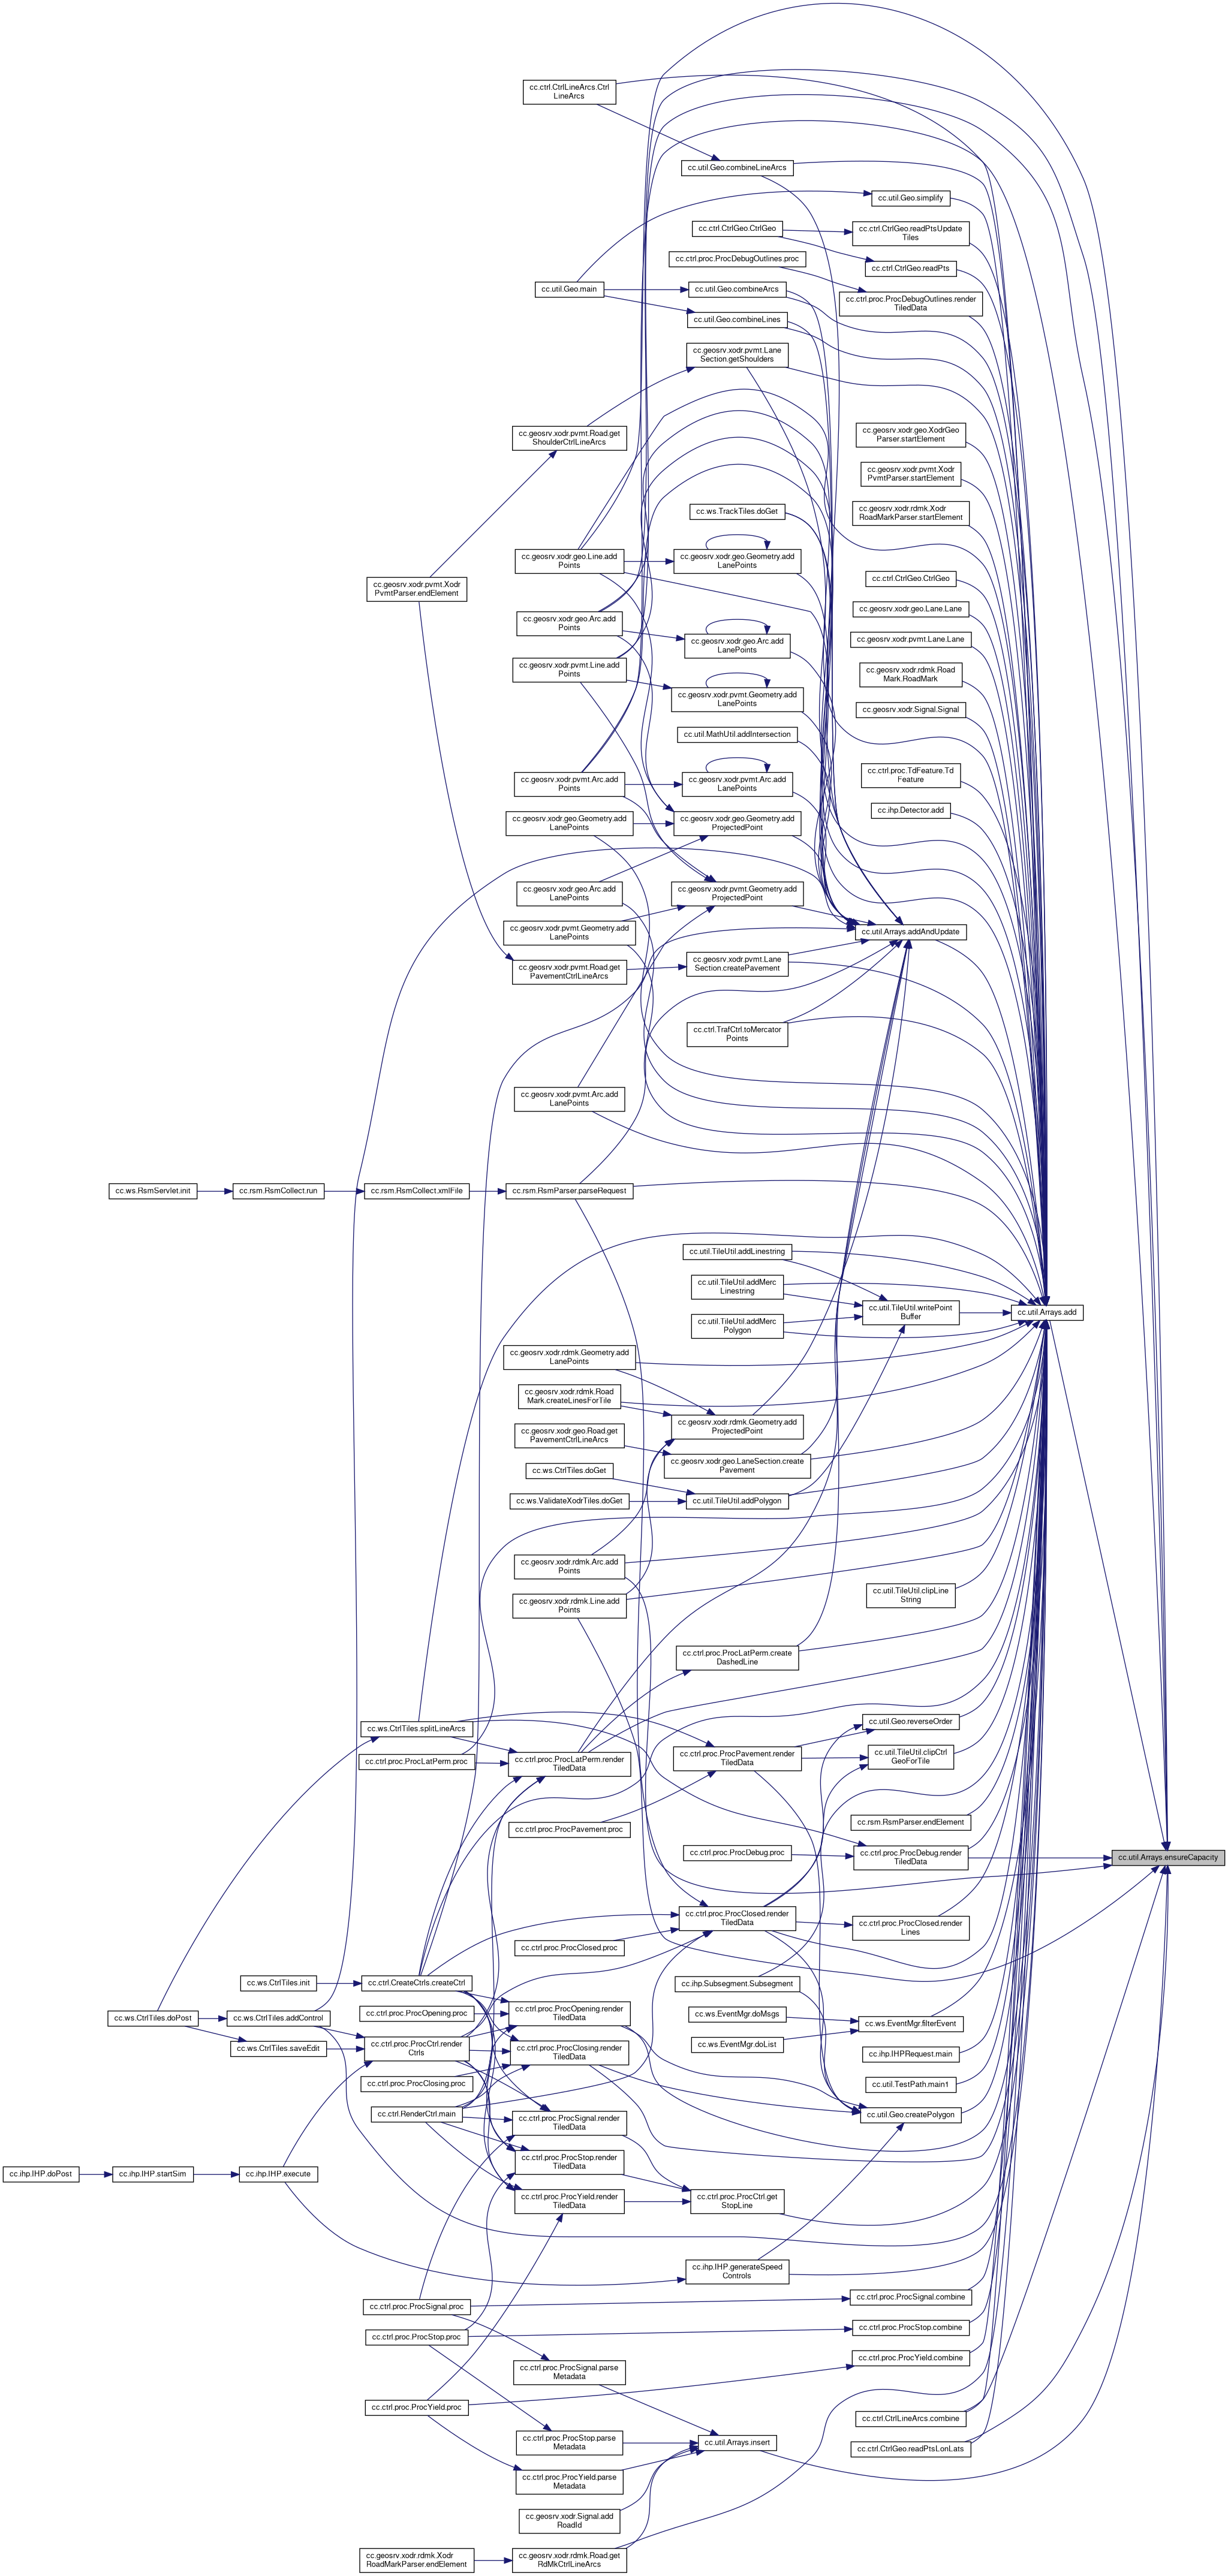 cc.ctrl.CtrlLineArcs.Ctrl
LineArcs
cc.util.Geo.combineLineArcs
cc.util.Geo.simplify
cc.ctrl.CtrlGeo.CtrlGeo
cc.ctrl.CtrlGeo.readPtsUpdate
Tiles
cc.ctrl.proc.ProcDebugOutlines.proc
cc.ctrl.CtrlGeo.readPts
cc.util.Geo.main
cc.util.Geo.combineArcs
cc.ctrl.proc.ProcDebugOutlines.render
TiledData
cc.util.Geo.combineLines
cc.geosrv.xodr.pvmt.Lane
Section.getShoulders
cc.geosrv.xodr.pvmt.Road.get
ShoulderCtrlLineArcs
cc.geosrv.xodr.geo.XodrGeo
Parser.startElement
cc.geosrv.xodr.pvmt.Xodr
PvmtParser.startElement
cc.ws.TrackTiles.doGet
cc.geosrv.xodr.rdmk.Xodr
RoadMarkParser.startElement
cc.geosrv.xodr.geo.Line.add
Points
cc.geosrv.xodr.geo.Geometry.add
LanePoints
cc.geosrv.xodr.pvmt.Xodr
PvmtParser.endElement
cc.ctrl.CtrlGeo.CtrlGeo
cc.geosrv.xodr.geo.Lane.Lane
cc.geosrv.xodr.geo.Arc.add
Points
cc.geosrv.xodr.geo.Arc.add
LanePoints
cc.geosrv.xodr.pvmt.Lane.Lane
cc.geosrv.xodr.pvmt.Line.add
Points
cc.geosrv.xodr.rdmk.Road
Mark.RoadMark
cc.geosrv.xodr.pvmt.Geometry.add
LanePoints
cc.geosrv.xodr.Signal.Signal
cc.util.MathUtil.addIntersection
cc.geosrv.xodr.pvmt.Arc.add
Points
cc.geosrv.xodr.pvmt.Arc.add
LanePoints
cc.ctrl.proc.TdFeature.Td
Feature
cc.ihp.Detector.add
cc.geosrv.xodr.geo.Geometry.add
LanePoints
cc.geosrv.xodr.geo.Geometry.add
ProjectedPoint
cc.geosrv.xodr.geo.Arc.add
LanePoints
cc.geosrv.xodr.pvmt.Geometry.add
ProjectedPoint
cc.geosrv.xodr.pvmt.Geometry.add
LanePoints
cc.util.Arrays.addAndUpdate
cc.geosrv.xodr.pvmt.Road.get
PavementCtrlLineArcs
cc.geosrv.xodr.pvmt.Lane
Section.createPavement
cc.ctrl.TrafCtrl.toMercator
Points
cc.geosrv.xodr.pvmt.Arc.add
LanePoints
cc.ws.RsmServlet.init
cc.rsm.RsmCollect.run
cc.rsm.RsmCollect.xmlFile
cc.rsm.RsmParser.parseRequest
cc.util.TileUtil.addLinestring
cc.util.TileUtil.addMerc
Linestring
cc.util.TileUtil.writePoint
Buffer
cc.util.Arrays.add
cc.util.TileUtil.addMerc
Polygon
cc.geosrv.xodr.rdmk.Geometry.add
LanePoints
cc.geosrv.xodr.rdmk.Road
Mark.createLinesForTile
cc.geosrv.xodr.rdmk.Geometry.add
ProjectedPoint
cc.geosrv.xodr.geo.Road.get
PavementCtrlLineArcs
cc.geosrv.xodr.geo.LaneSection.create
Pavement
cc.ws.CtrlTiles.doGet
cc.ws.ValidateXodrTiles.doGet
cc.util.TileUtil.addPolygon
cc.geosrv.xodr.rdmk.Arc.add
Points
cc.util.TileUtil.clipLine
String
cc.geosrv.xodr.rdmk.Line.add
Points
cc.ctrl.proc.ProcLatPerm.create
DashedLine
cc.ws.CtrlTiles.splitLineArcs
cc.util.Geo.reverseOrder
cc.ctrl.proc.ProcLatPerm.proc
cc.ctrl.proc.ProcLatPerm.render
TiledData
cc.ctrl.proc.ProcPavement.render
TiledData
cc.util.TileUtil.clipCtrl
GeoForTile
cc.ctrl.proc.ProcPavement.proc
cc.rsm.RsmParser.endElement
cc.ctrl.proc.ProcDebug.proc
cc.ctrl.proc.ProcDebug.render
TiledData
cc.util.Arrays.ensureCapacity
cc.ctrl.proc.ProcClosed.render
TiledData
cc.ctrl.proc.ProcClosed.render
Lines
cc.ctrl.proc.ProcClosed.proc
cc.ws.CtrlTiles.init
cc.ctrl.CreateCtrls.createCtrl
cc.ihp.Subsegment.Subsegment
cc.ws.CtrlTiles.doPost
cc.ws.CtrlTiles.addControl
cc.ctrl.proc.ProcOpening.proc
cc.ctrl.proc.ProcOpening.render
TiledData
cc.ws.EventMgr.doMsgs
cc.ws.EventMgr.filterEvent
cc.ws.CtrlTiles.saveEdit
cc.ctrl.proc.ProcCtrl.render
Ctrls
cc.ctrl.proc.ProcClosing.render
TiledData
cc.ws.EventMgr.doList
cc.ihp.IHPRequest.main
cc.ctrl.proc.ProcClosing.proc
cc.util.TestPath.main1
cc.ctrl.RenderCtrl.main
cc.ctrl.proc.ProcSignal.render
TiledData
cc.util.Geo.createPolygon
cc.ctrl.proc.ProcStop.render
TiledData
cc.ihp.IHP.doPost
cc.ihp.IHP.startSim
cc.ihp.IHP.execute
cc.ctrl.proc.ProcYield.render
TiledData
cc.ctrl.proc.ProcCtrl.get
StopLine
cc.ihp.IHP.generateSpeed
Controls
cc.ctrl.proc.ProcSignal.proc
cc.ctrl.proc.ProcSignal.combine
cc.ctrl.proc.ProcStop.proc
cc.ctrl.proc.ProcStop.combine
cc.ctrl.proc.ProcSignal.parse
Metadata
cc.ctrl.proc.ProcYield.combine
cc.ctrl.proc.ProcYield.proc
cc.ctrl.CtrlLineArcs.combine
cc.ctrl.proc.ProcStop.parse
Metadata
cc.util.Arrays.insert
cc.ctrl.CtrlGeo.readPtsLonLats
cc.ctrl.proc.ProcYield.parse
Metadata
cc.geosrv.xodr.Signal.add
RoadId
cc.geosrv.xodr.rdmk.Xodr
RoadMarkParser.endElement
cc.geosrv.xodr.rdmk.Road.get
RdMkCtrlLineArcs